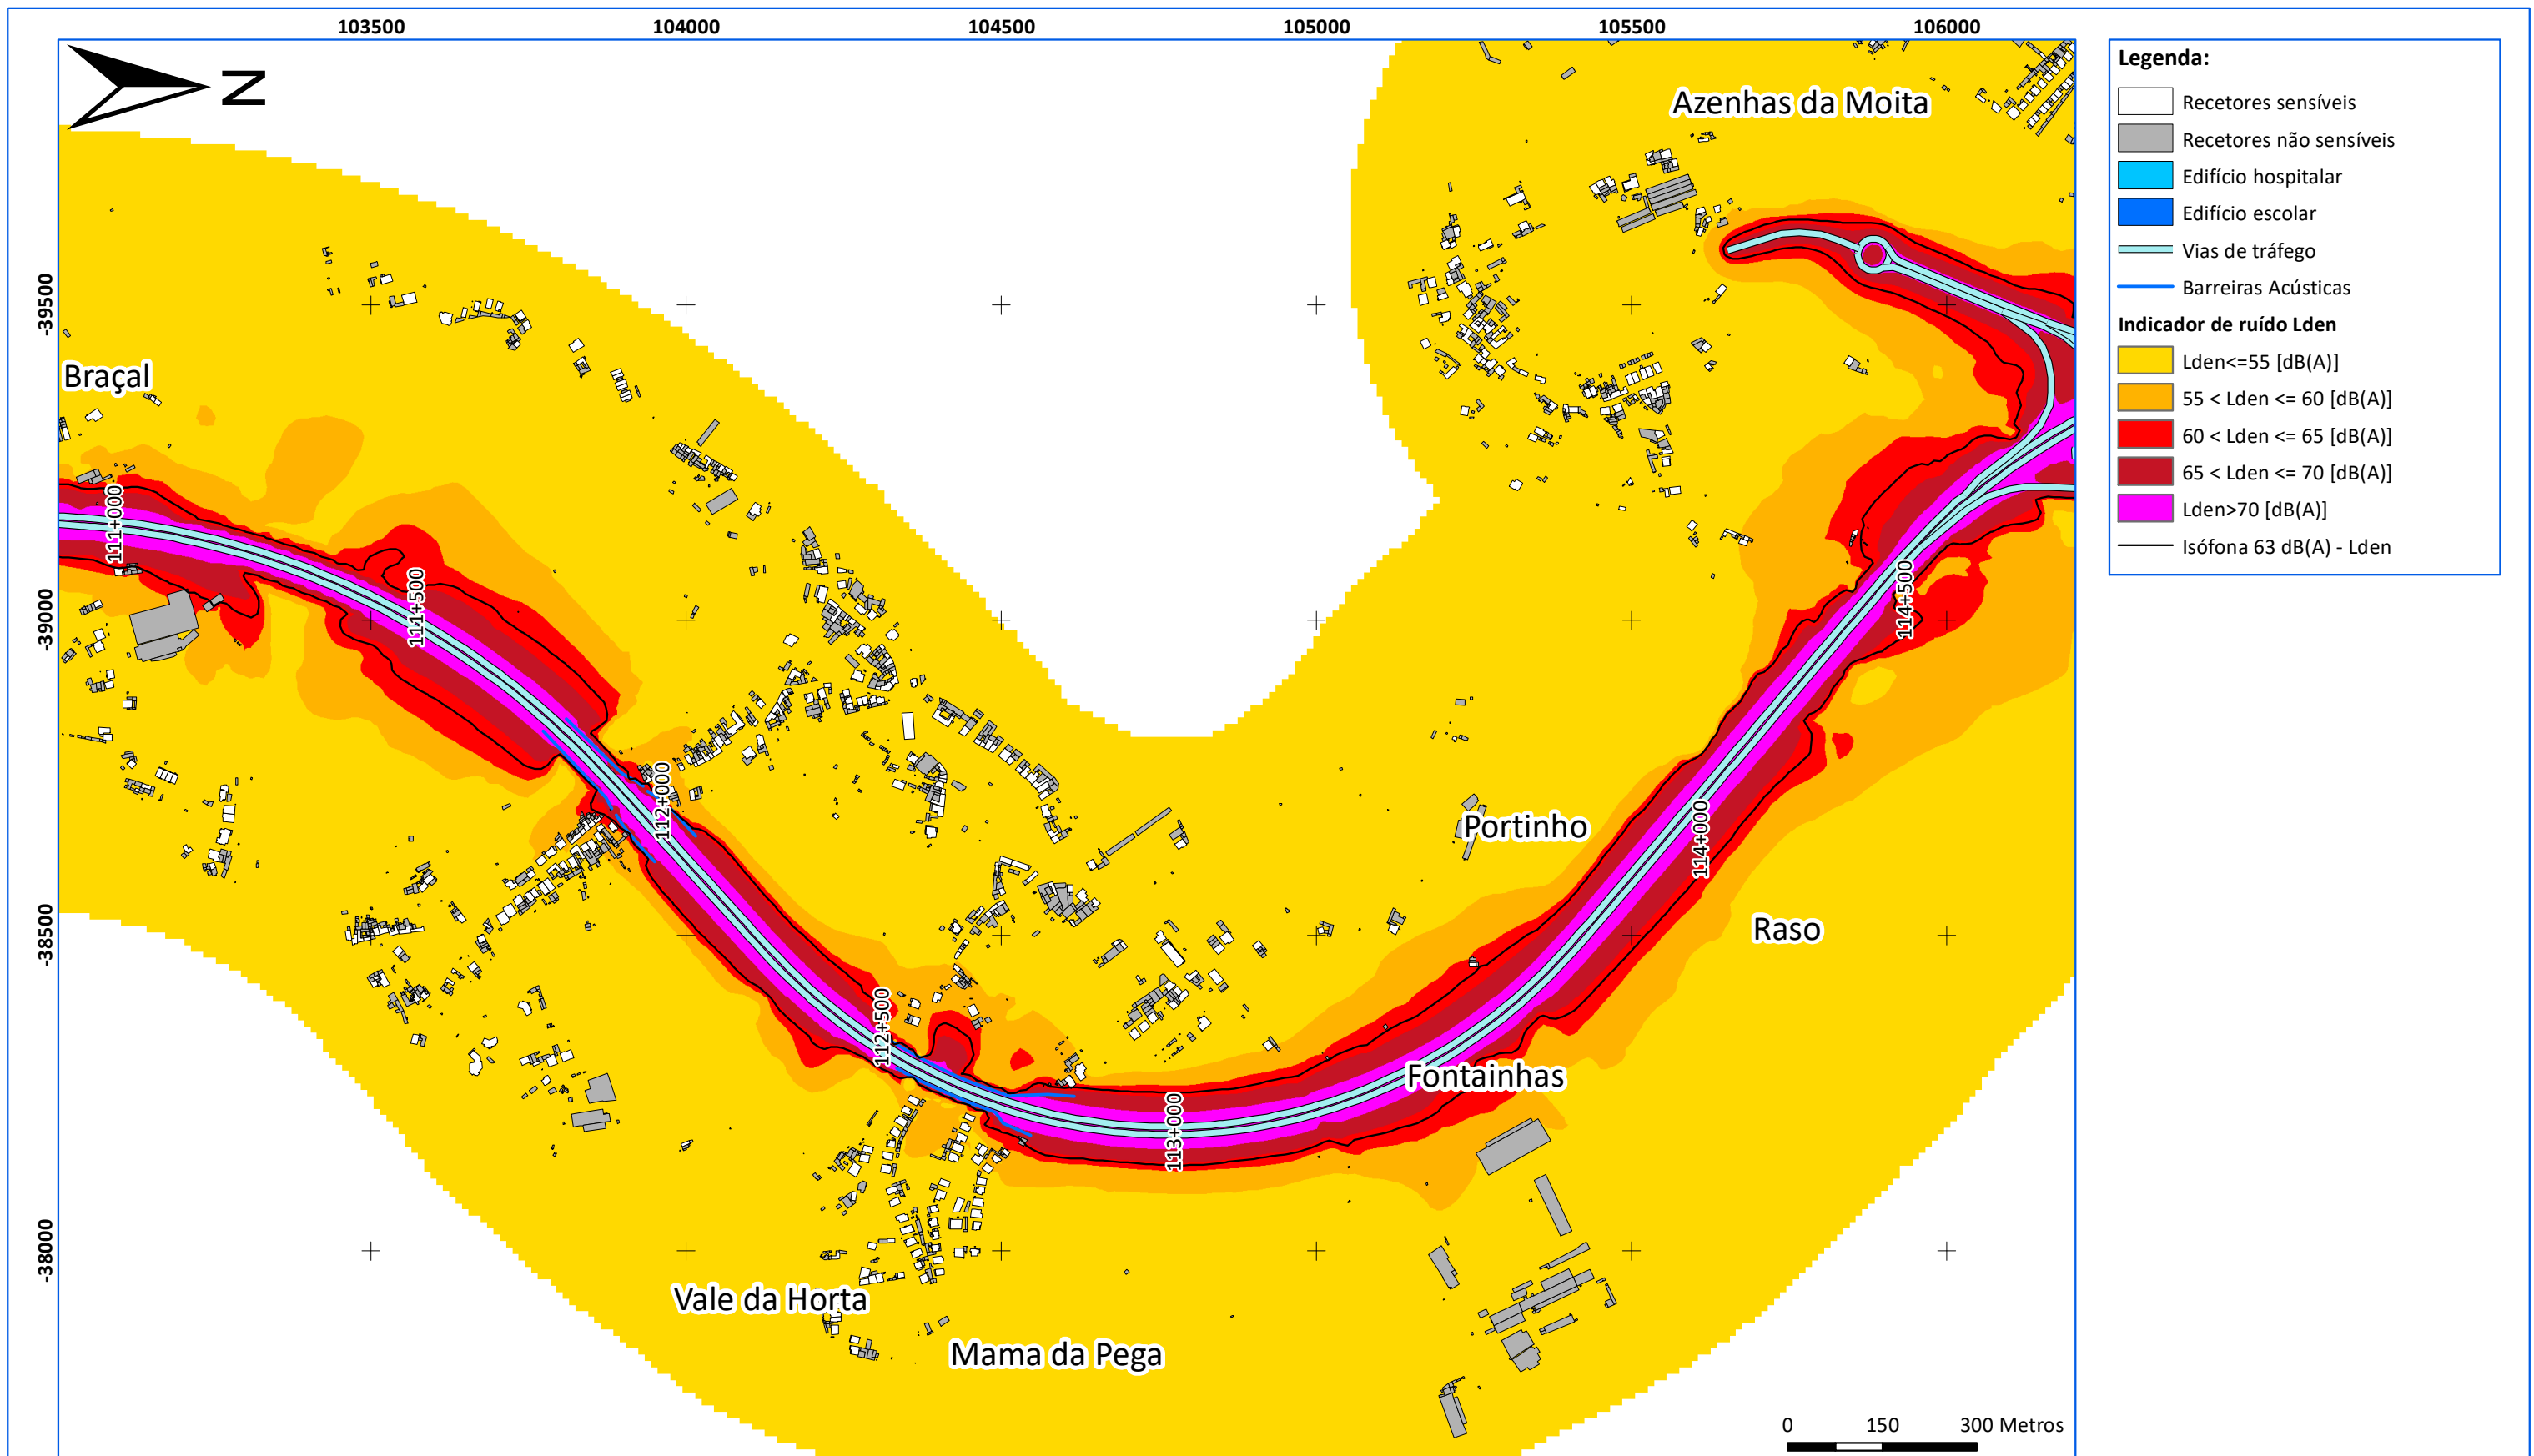 103500 104000 104500 105000 105500 106000
N
-39500
-39000
-38500
-38000
Azenhas da Moita
Braçal
111+000
111+500
112+000
112+500
113+000
114+000
114+500
Portinho
Raso
Fontainhas
Vale da Horta
Mama da Pega
0 150 300 Metros
Legenda:
Recetores sensíveis
Recetores não sensíveis
Edifício hospitalar
Edifício escolar
Vias de tráfego
Barreiras Acústicas
Indicador de ruído Lden
Lden<=55 [dB(A)]
55 < Lden <= 60 [dB(A)]
60 < Lden <= 65 [dB(A)]
65 < Lden <= 70 [dB(A)]
Lden>70 [dB(A)]
Isófona 63 dB(A) - Lden